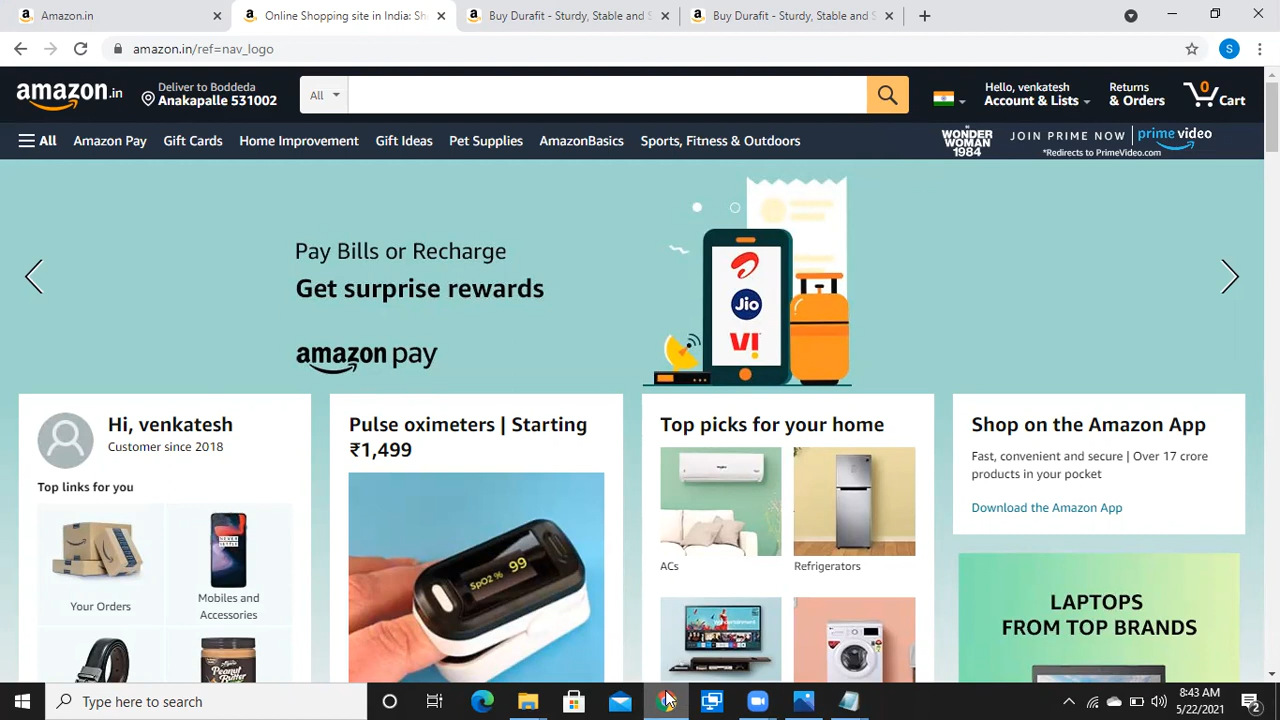 Amazon.in
Online Shopping site in India: Sh
Buy Durafit - Sturdy, Stable and S
Buy Durafit - Sturdy, Stable and S
amazon.in/ref=nav_logo
S
amazon.in
Deliver to Boddeda
Anakapalle 531002
All
Hello, venkatesh
Account & Lists
Returns
& Orders
0
Cart
All
Amazon Pay
Gift Cards
Home Improvement
Gift Ideas
Pet Supplies
AmazonBasics
Sports, Fitness & Outdoors
WONDER
WOMAN
1984
JOIN PRIME NOW
prime video
*Redirects to PrimeVideo.com
Pay Bills or Recharge
Get surprise rewards
amazon pay
Jio
VI
Hi, venkatesh
Customer since 2018
Top links for you
Your Orders
Mobiles and
Accessories
Peanut
Butter
Pulse oximeters | Starting
₹1,499
SpO2 % 99
Top picks for your home
ACs
Refrigerators
Shop on the Amazon App
Fast, convenient and secure | Over 17 crore
products in your pocket
Download the Amazon App
LAPTOPS
FROM TOP BRANDS
Type here to search
8:43 AM
5/22/2021
2